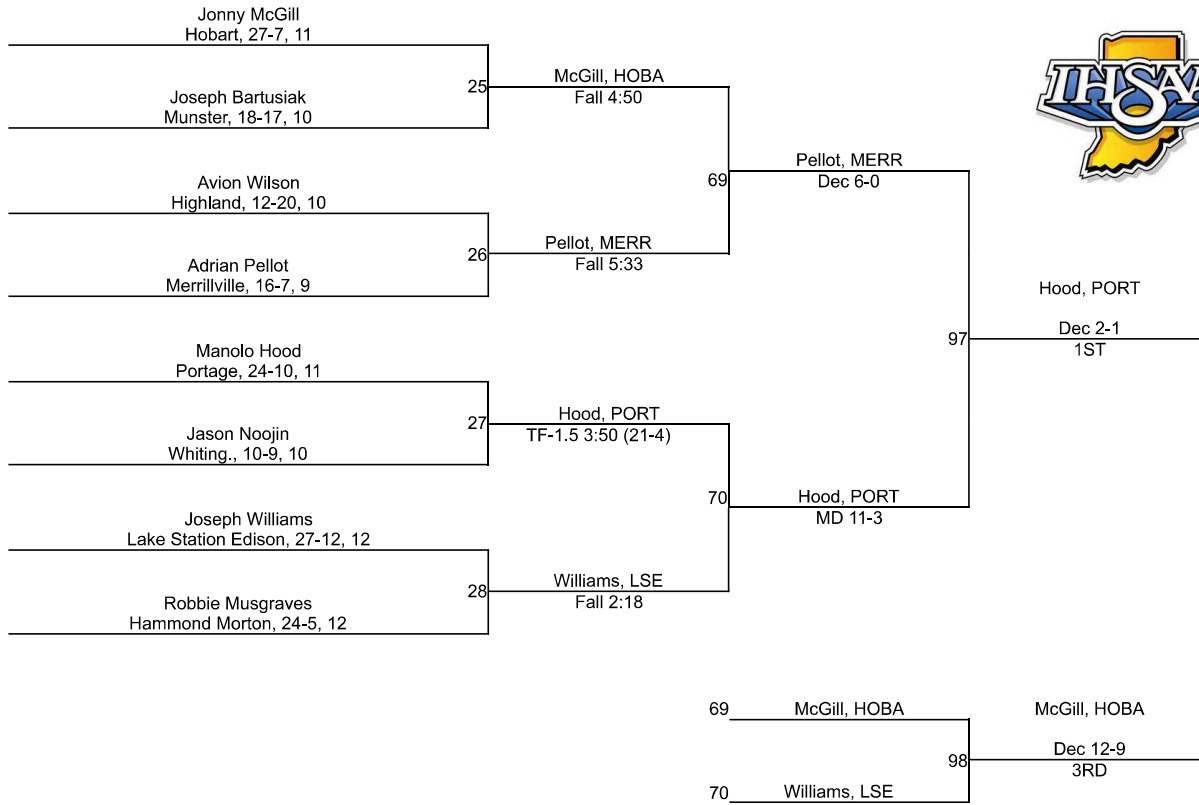 Jonny McGill
Hobart, 27-7, 11
25
Joseph Bartusiak
Munster, 18-17, 10
McGill, HOBA
Fall 4:50
Avion Wilson
Highland, 12-20, 10
26
Adrian Pellot
Merrillville, 16-7, 9
Pellot, MERR
Fall 5:33
69
Pellot, MERR
Dec 6-0
Manolo Hood
Portage, 24-10, 11
27
Jason Noojin
Whiting., 10-9, 10
Hood, PORT
TF-1.5 3:50 (21-4)
Joseph Williams
Lake Station Edison, 27-12, 12
28
Robbie Musgraves
Hammond Morton, 24-5, 12
Williams, LSE
Fall 2:18
70
Hood, PORT
MD 11-3
97
Hood, PORT
Dec 2-1
1ST
69
McGill, HOBA
70
Williams, LSE
98
McGill, HOBA
Dec 12-9
3RD
IHSAA